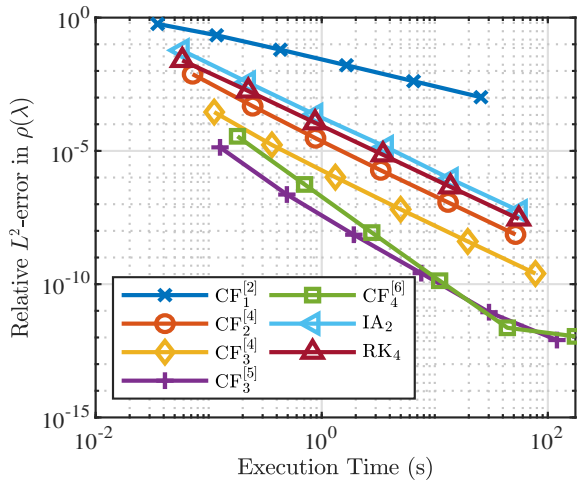 10^0
10^-5
10^-10
10^-15
Relative L^2-error in ρ(λ)
CF_1^[2]
CF_2^[4]
CF_3^[4]
CF_3^[5]
CF_4^[6]
IA_2
RK_4
10^-2 10^0 10^2
Execution Time (s)